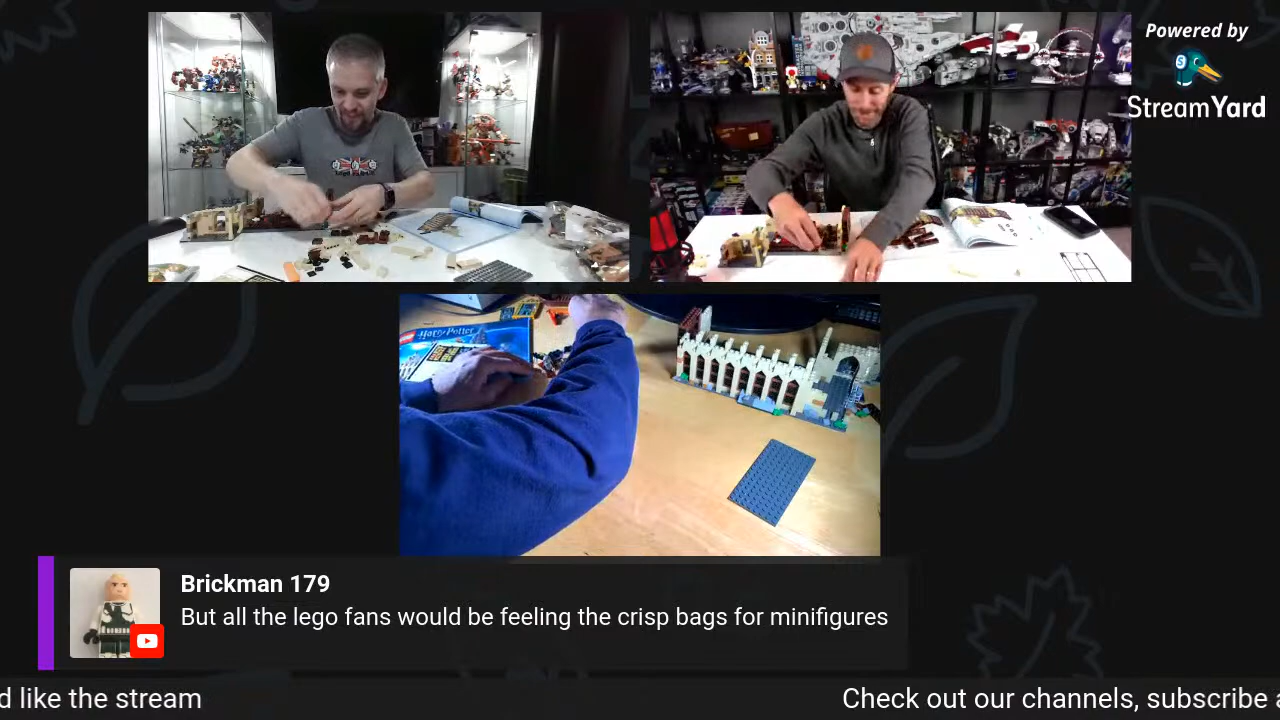 Powered by
StreamYard
Harry Potter
Brickman 179
But all the lego fans would be feeling the crisp bags for minifigures
d like the stream
Check out our channels, subscribe a